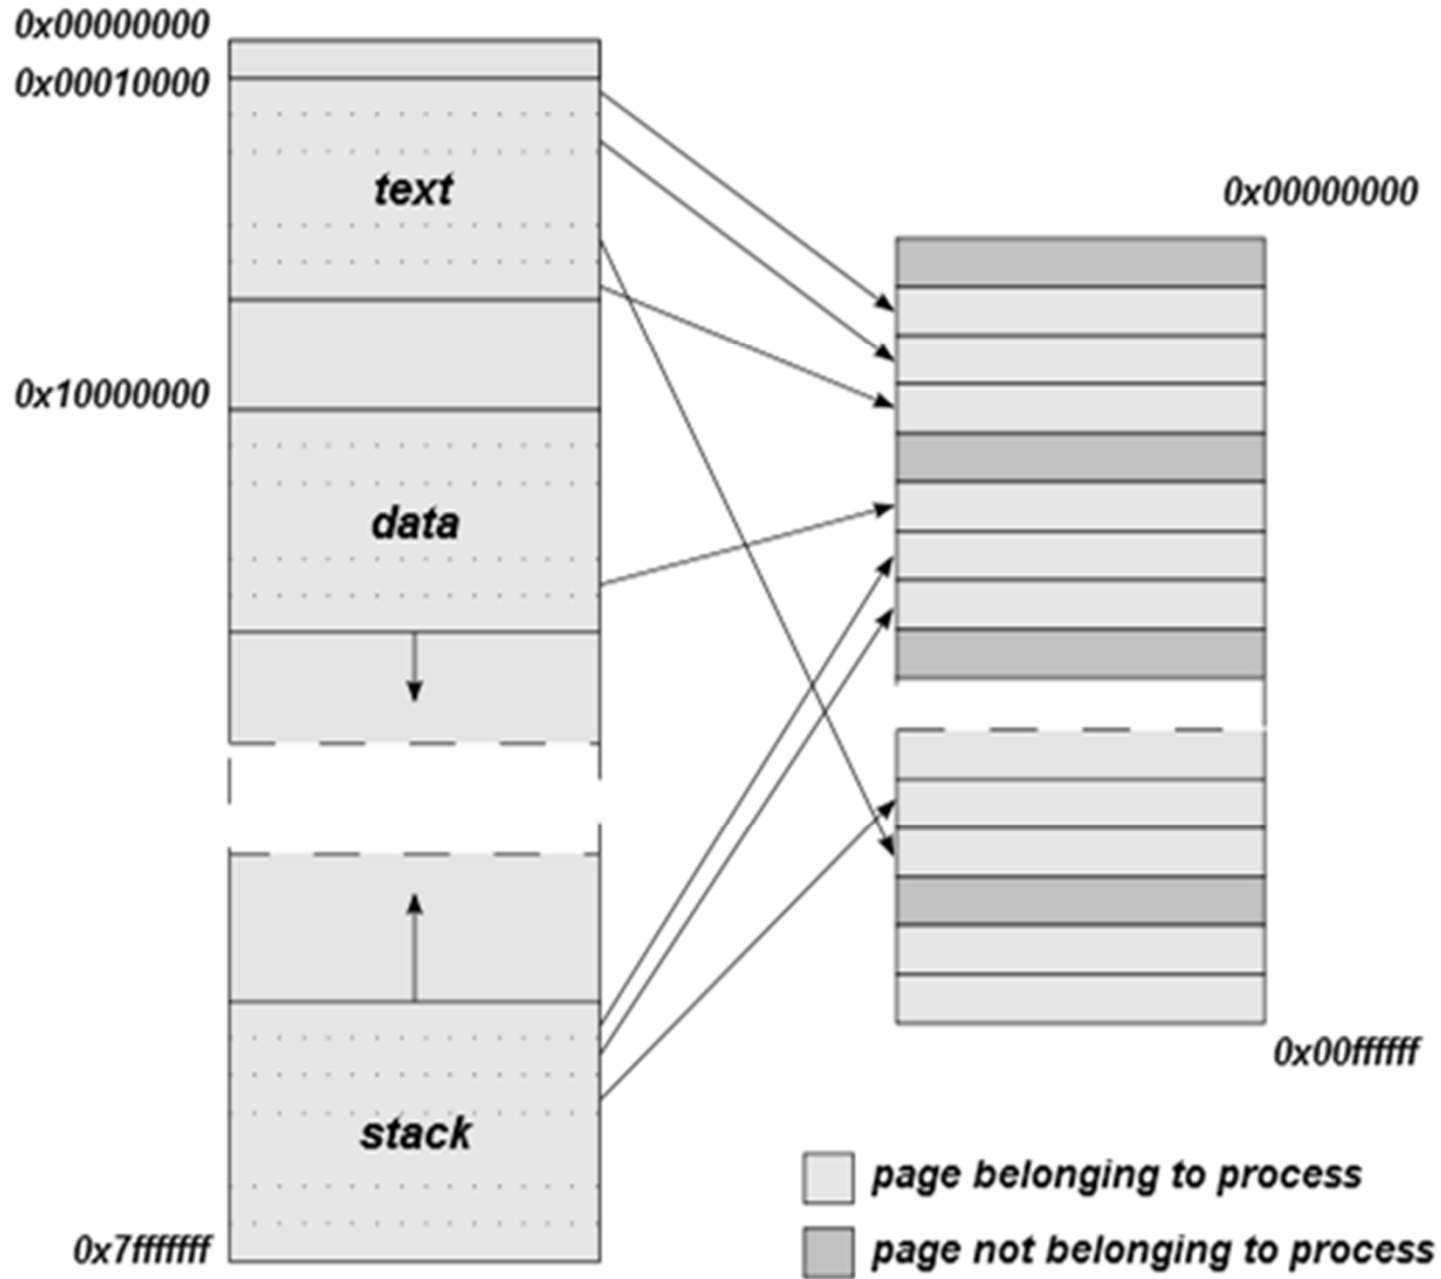 0x00000000
0x00010000
text
0x00000000
0x10000000
data
0x00ffffff
stack
page belonging to process
0x7fffffff
page not belonging to process